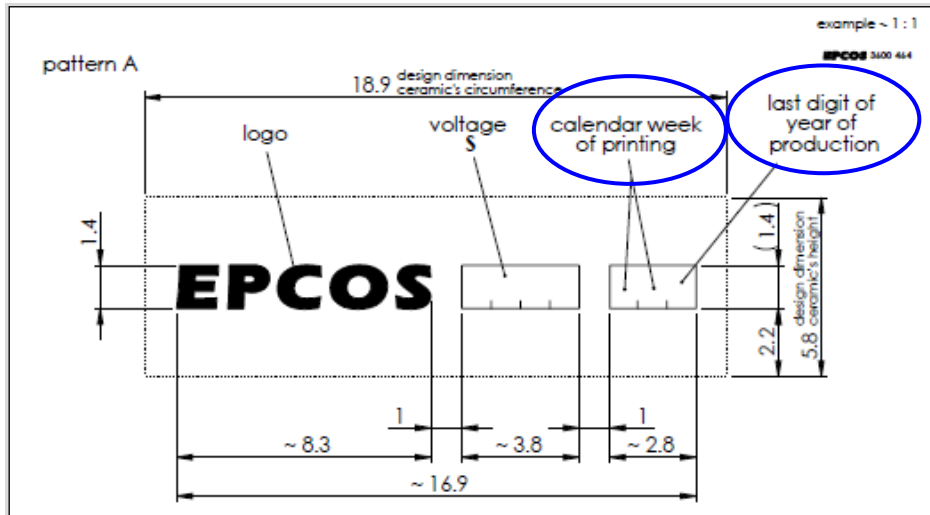 example ~ 1 : 1
EPCOS 3600 464
pattern A
18.9 design dimension
ceramic's circumference
logo
voltage
S
calendar week
of printing
last digit of
year of
production
1.4
EPCOS
(1.4)
2.2
5.8 design dimension
ceramic's height
1
1
~ 8.3
~ 3.8
~ 2.8
~ 16.9